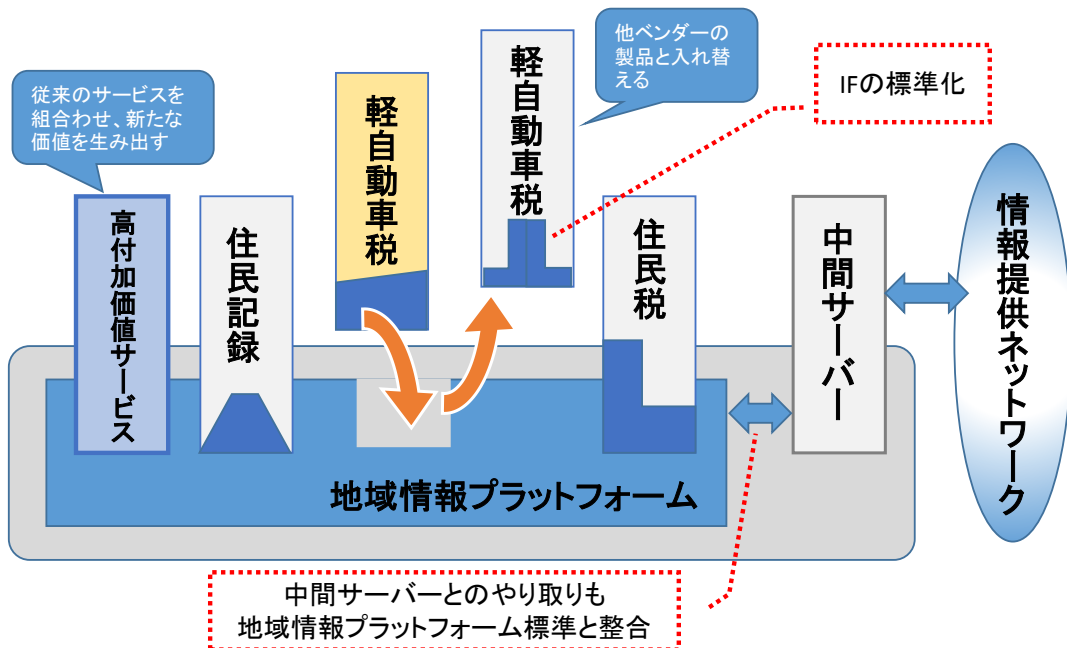 従来のサービスを
組合わせ、新たな
価値を生み出す
他ベンダーの
製品と入れ替
える
IFの標準化
高付加価値サービス
住民記録
軽自動車税
軽自動車税
住民税
中間サーバー
情報提供ネットワーク
地域情報プラットフォーム
中間サーバーとのやり取りも
地域情報プラットフォーム標準と整合